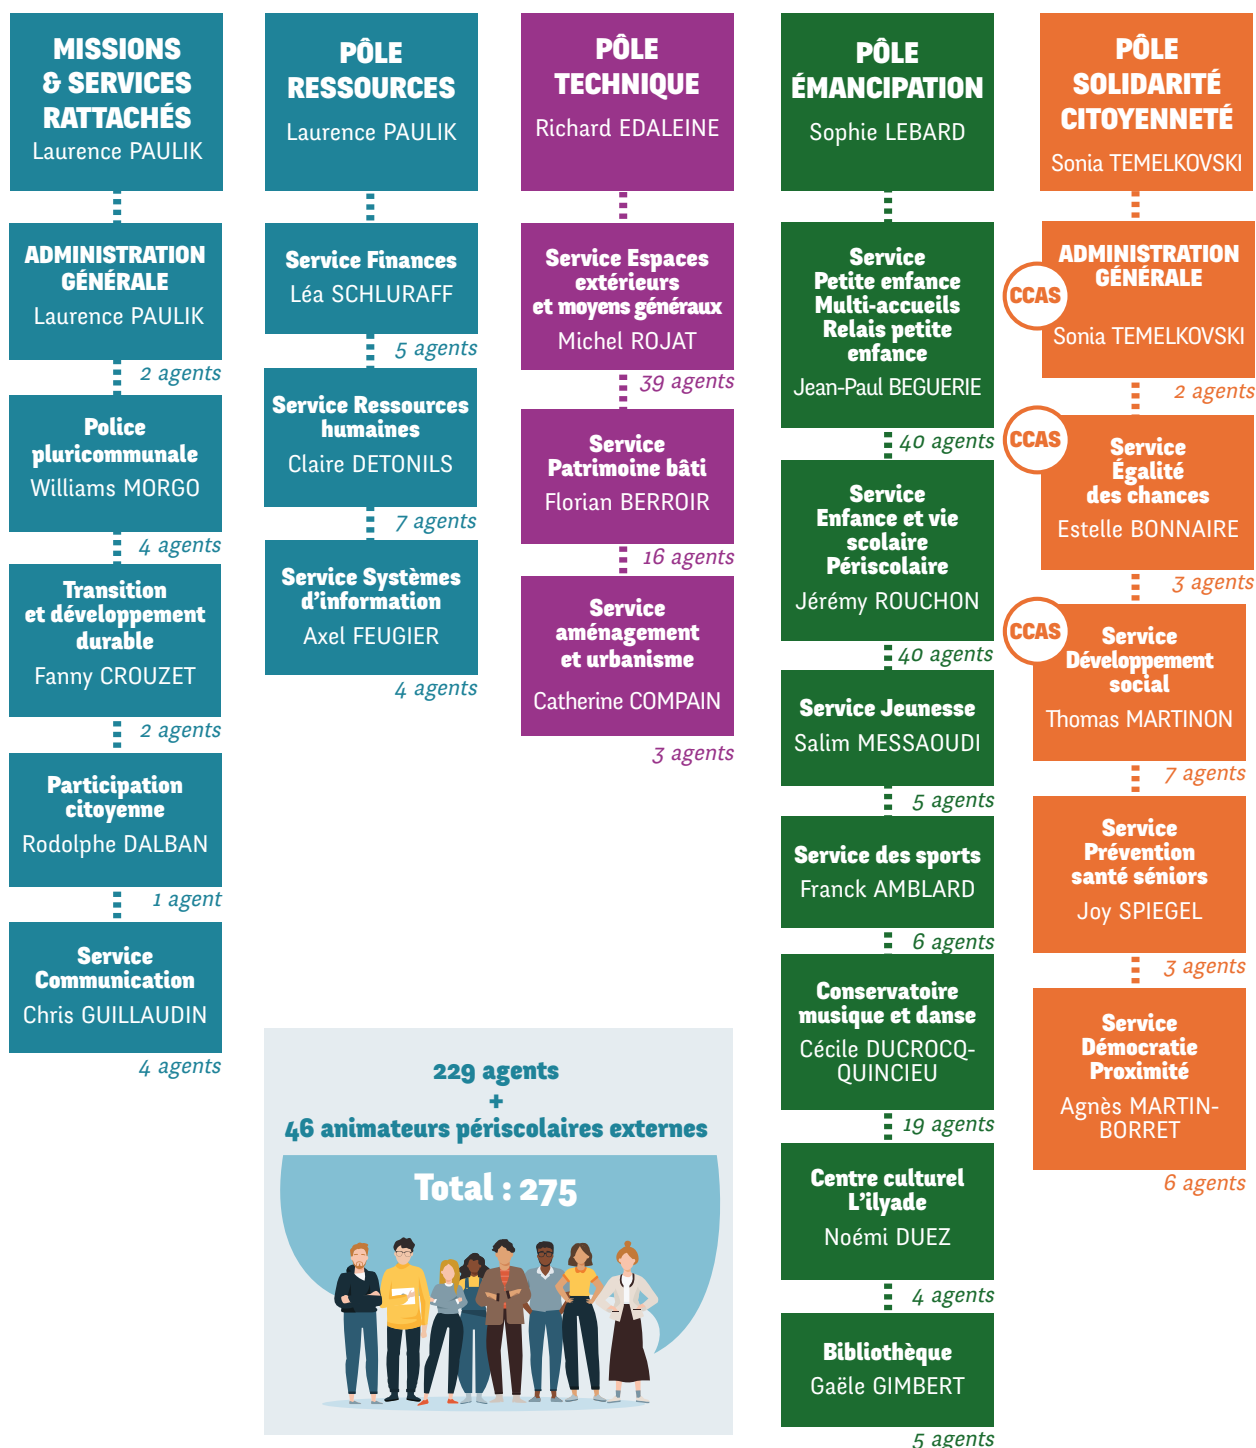 MISSIONS
& SERVICES
RATTACHÉS
Laurence PAULIK
ADMINISTRATION
GÉNÉRALE
Laurence PAULIK
2 agents
Police
pluricommunale
Williams MORGO
4 agents
Transition
et développement
durable
Fanny CROUZET
2 agents
Participation
citoyenne
Rodolphe DALBAN
1 agent
Service
Communication
Chris GUILLAUDIN
4 agents
PÔLE
RESSOURCES
Laurence PAULIK
Service Finances
Léa SCHLURAFF
5 agents
Service Ressources
humaines
Claire DETONILS
7 agents
Service Systèmes
d'information
Axel FEUGIER
4 agents
PÔLE
TECHNIQUE
Richard EDALEINE
Service Espaces
extérieurs
et moyens généraux
Michel ROJAT
39 agents
Service
Patrimoine bâti
Florian BERROIR
16 agents
Service
aménagement
et urbanisme
Catherine COMPAIN
3 agents
PÔLE
ÉMANCIPATION
Sophie LEBARD
Service
Petite enfance
Multi-accueils
Relais petite
enfance
Jean-Paul BEGUERIE
40 agents
Service
Enfance et vie
scolaire
Périscolaire
Jérémy ROUCHON
40 agents
Service Jeunesse
Salim MESSAOUDI
5 agents
Service des sports
Franck AMBLARD
6 agents
Conservatoire
musique et danse
Cécile DUCROCQ-
QUINCIEU
19 agents
Centre culturel
L'ilyade
Noémi DUEZ
4 agents
Bibliothèque
Gaële GIMBERT
5 agents
PÔLE
SOLIDARITÉ
CITOYENNETÉ
Sonia TEMELKOVSKI
ADMINISTRATION
GÉNÉRALE
CCAS
Sonia TEMELKOVSKI
2 agents
CCAS
Service
Égalité
des chances
Estelle BONNAIRE
3 agents
CCAS
Service
Développement
social
Thomas MARTINON
7 agents
Service
Prévention
santé séniors
Joy SPIEGEL
3 agents
Service
Démocratie
Proximité
Agnès MARTIN-
BORRET
6 agents
229 agents
+
46 animateurs périscolaires externes
Total : 275